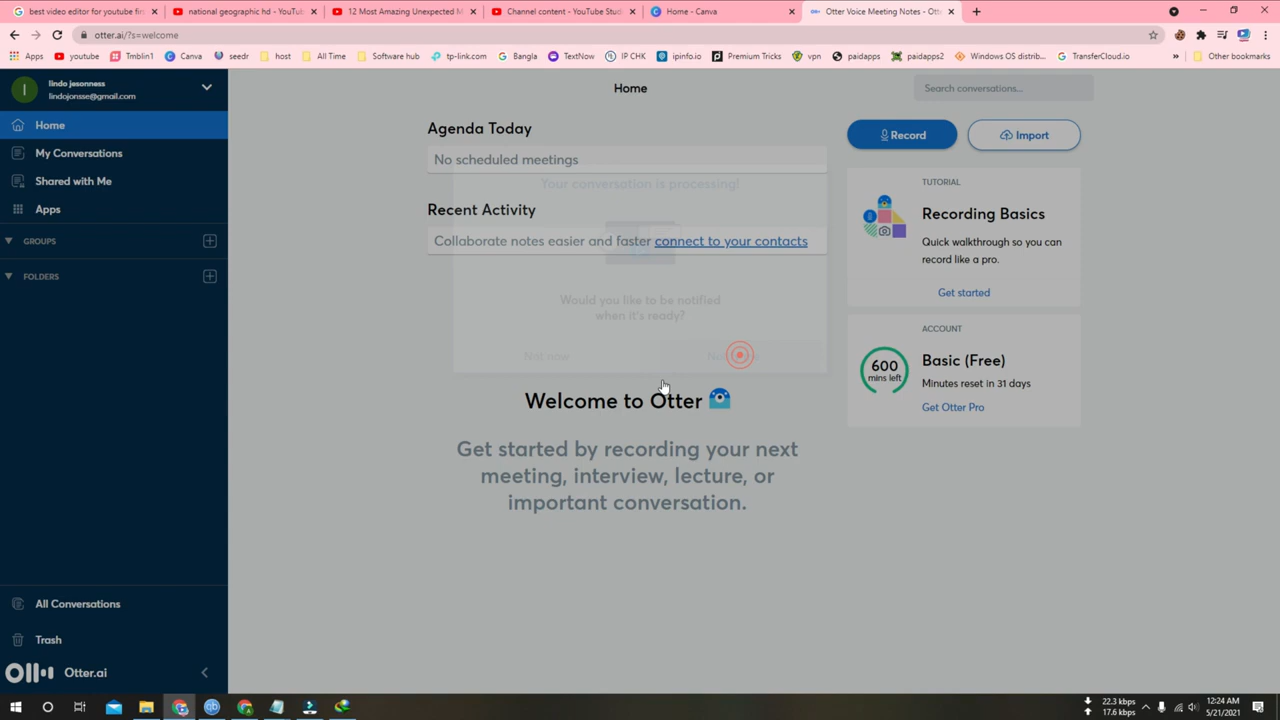 best video editor for youtube fir
national geographic hd - YouTu
12 Most Amazing Unexpected M
Channel content - YouTube Stud
Home - Canva
Otter Voice Meeting Notes - Ott
otter.ai/?s=welcome
Apps
youtube
Tmblin1
Canva
seedr
host
All Time
Software hub
tp-link.com
Bangla
TextNow
IP CHK
ipinfo.io
Premium Tricks
vpn
paidapps
paidapps2
Windows OS distrib...
TransferCloud.io
»
Other bookmarks
l
lindo jesonness
lindojonsse@gmail.com
Home
Search conversations...
Home
My Conversations
Shared with Me
Apps
GROUPS
FOLDERS
Agenda Today
No scheduled meetings
Your conversation is processing!
Recent Activity
Collaborate notes easier and faster connect to your contacts
Would you like to be notified
when it's ready?
Not now
Welcome to Otter
Get started by recording your next
meeting, interview, lecture, or
important conversation.
Record
Import
TUTORIAL
Recording Basics
Quick walkthrough so you can
record like a pro.
Get started
ACCOUNT
600
mins left
Basic (Free)
Minutes reset in 31 days
Get Otter Pro
All Conversations
Trash
Otter.ai
22.3 kbps
17.6 kbps
12:24 AM
5/21/2021